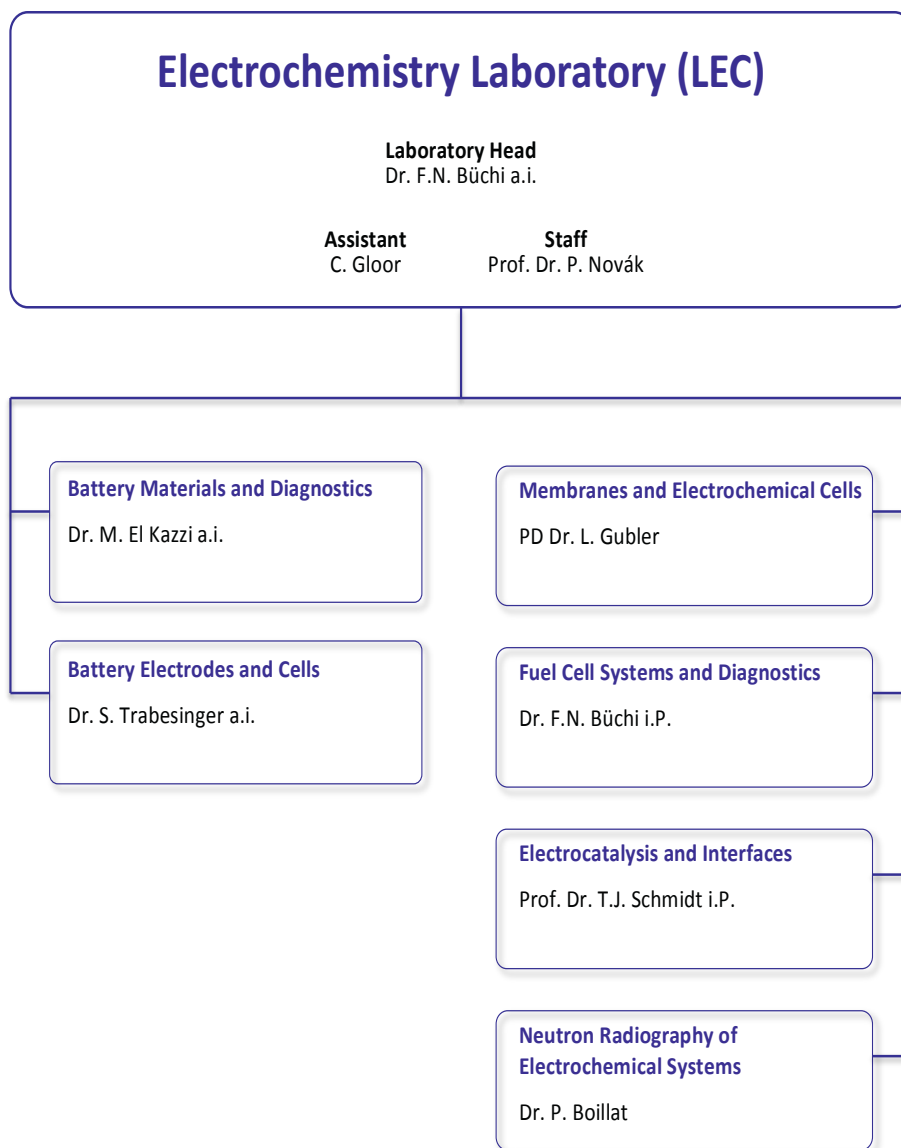 Electrochemistry Laboratory (LEC)
Laboratory Head
Dr. F.N. Büchi a.i.
Assistant
C. Gloor
Staff
Prof. Dr. P. Novák
Battery Materials and Diagnostics
Dr. M. El Kazzi a.i.
Battery Electrodes and Cells
Dr. S. Trabesinger a.i.
Membranes and Electrochemical Cells
PD Dr. L. Gubler
Fuel Cell Systems and Diagnostics
Dr. F.N. Büchi i.P.
Electrocatalysis and Interfaces
Prof. Dr. T.J. Schmidt i.P.
Neutron Radiography of
Electrochemical Systems
Dr. P. Boillat